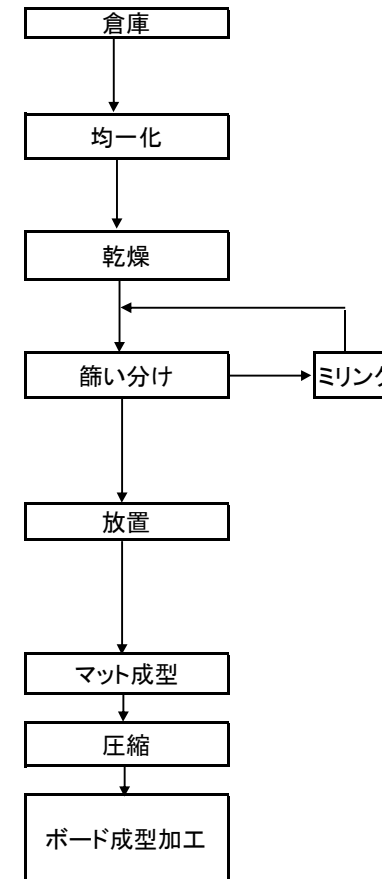 倉庫
均一化
乾燥
篩い分け
ミリング
放置
マット成型
圧縮
ボード成型加工